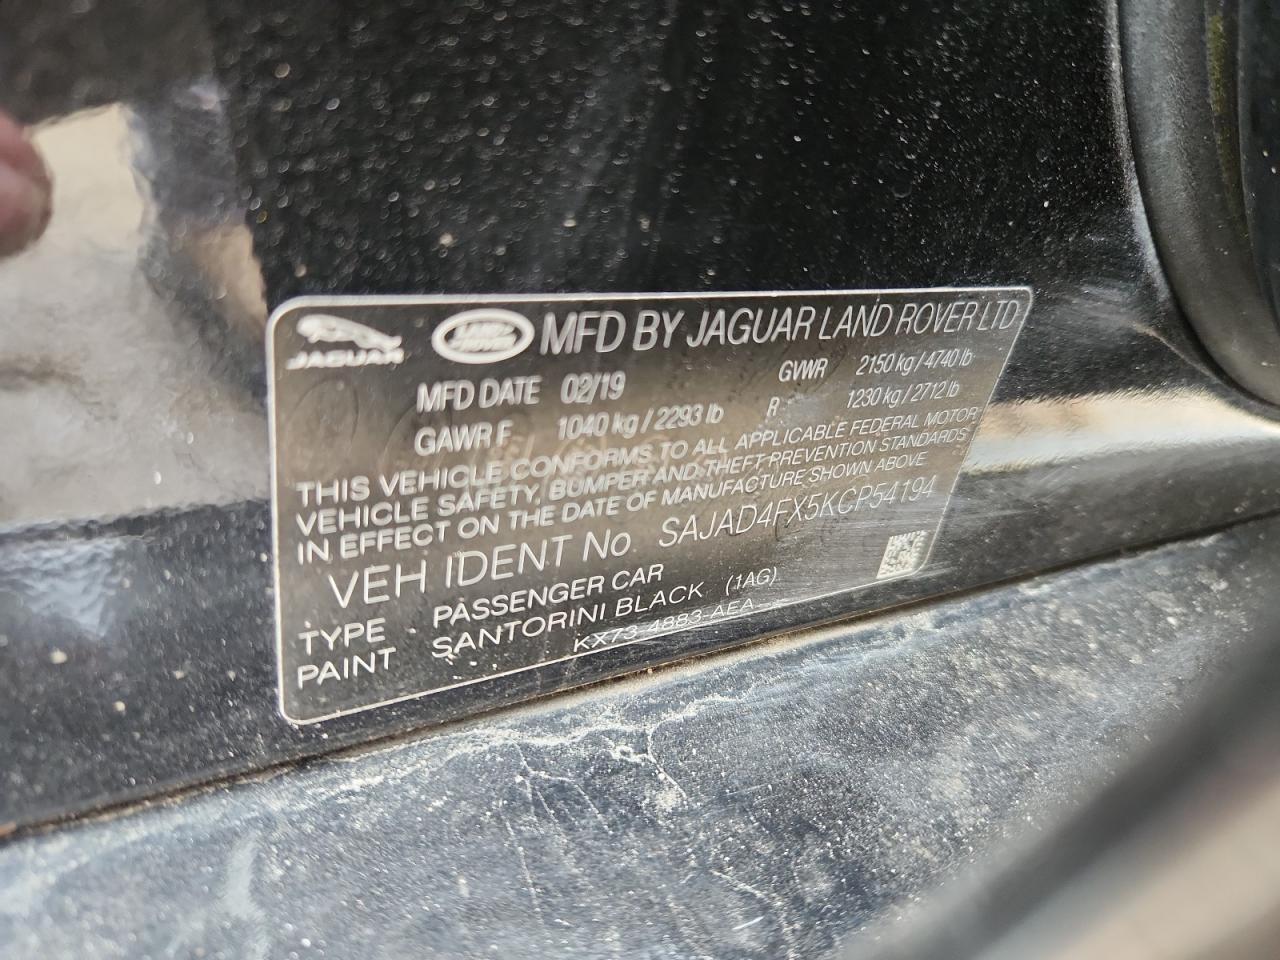 JAGUAR LAND ROVER MFD BY JAGUAR LAND ROVER LTD
MFD DATE 02/19 GVWR 2150 kg / 4740 lb
GAWR F 1040 kg / 2293 lb R 1230 kg / 2712 lb
THIS VEHICLE CONFORMS TO ALL APPLICABLE FEDERAL MOTOR
VEHICLE SAFETY, BUMPER AND THEFT PREVENTION STANDARDS
IN EFFECT ON THE DATE OF MANUFACTURE SHOWN ABOVE
VEH IDENT No SAJAD4FX5KCP54194
TYPE PASSENGER CAR
PAINT SANTORINI BLACK (1AG)
KX73-4883-AEA